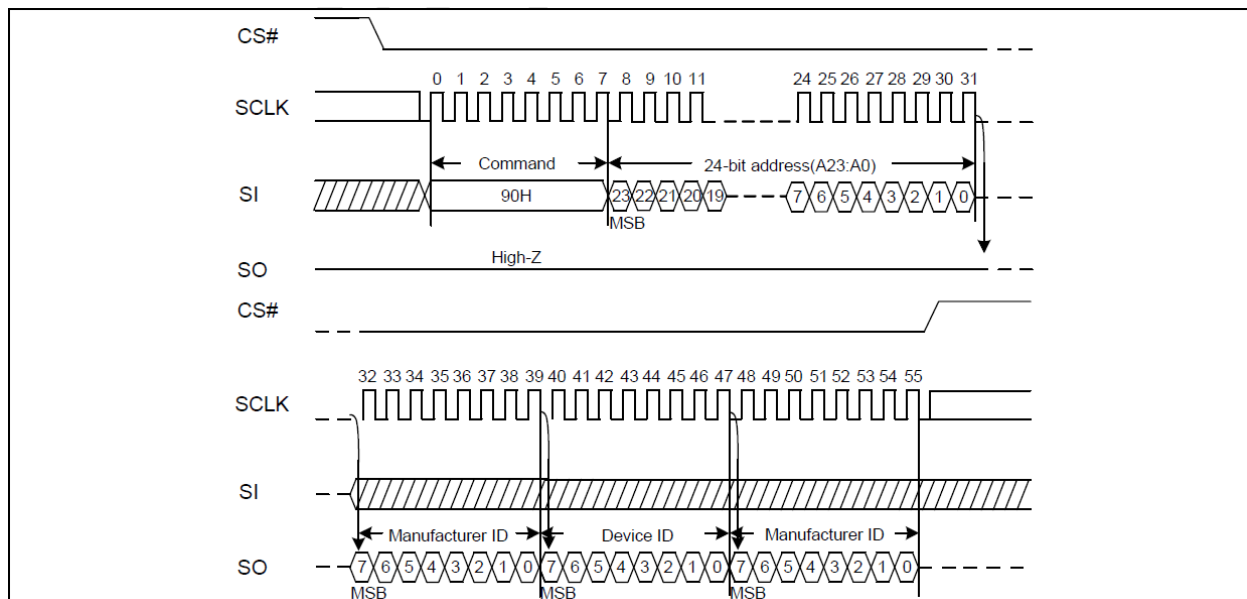 CS#
0 1 2 3 4 5 6 7 8 9 10 11 24 25 26 27 28 29 30 31
SCLK
Command 24-bit address(A23:A0)
SI 90H 23 22 21 20 19 7 6 5 4 3 2 1 0
MSB
High-Z
SO
CS#
32 33 34 35 36 37 38 39 40 41 42 43 44 45 46 47 48 49 50 51 52 53 54 55
SCLK
SI
Manufacturer ID Device ID Manufacturer ID
SO 7 6 5 4 3 2 1 0 7 6 5 4 3 2 1 0 7 6 5 4 3 2 1 0
MSB MSB MSB